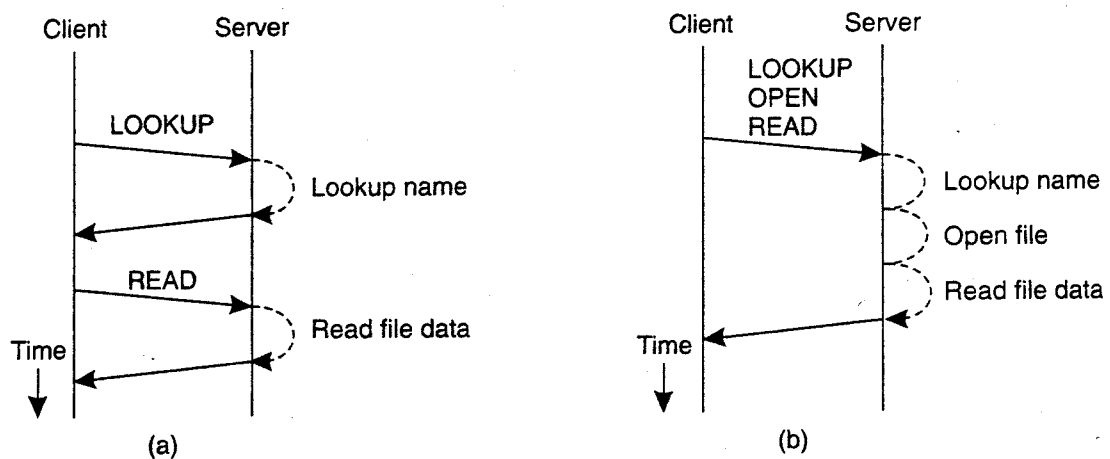 Client
Server
LOOKUP
Lookup name
READ
Read file data
Time
(a)
Client
Server
LOOKUP
OPEN
READ
Lookup name
Open file
Read file data
Time
(b)